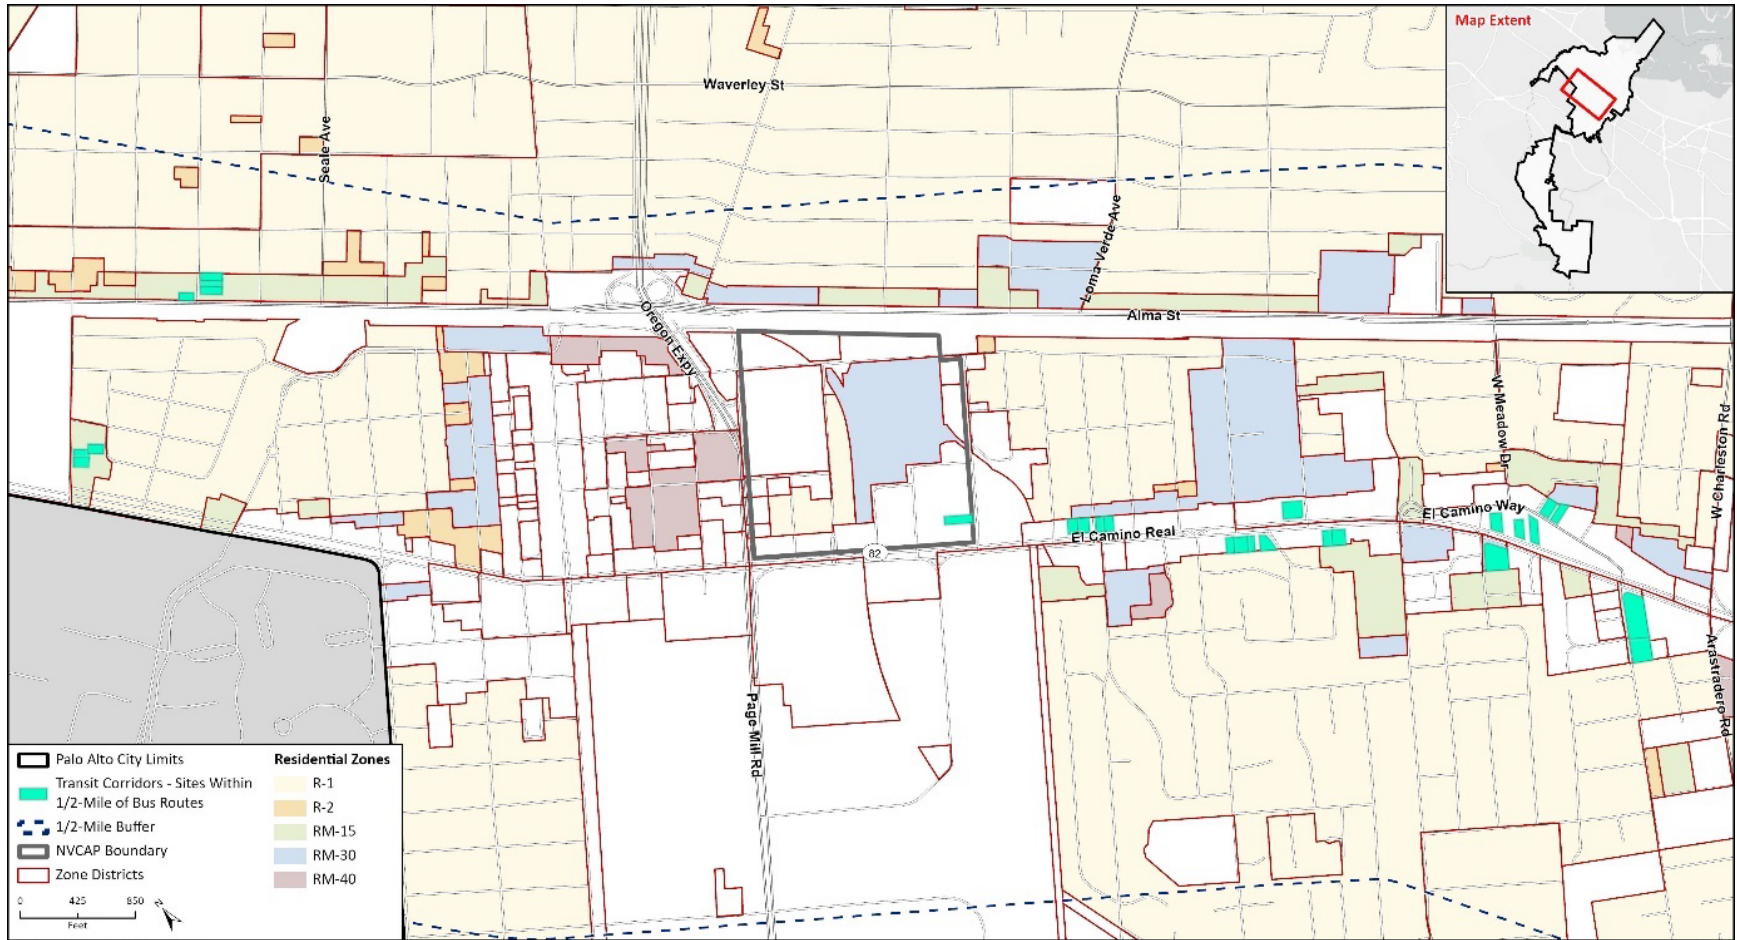 Map Extent
Waverley St
Seale Ave
Loma Verde Ave
Alma St
Oregon Expy
W Meadow Dr
W Charleston Rd
El Camino Way
El Camino Real
82
Page Mill Rd
Arastradero Rd
Palo Alto City Limits
Transit Corridors - Sites Within
1/2-Mile of Bus Routes
1/2-Mile Buffer
NVCAP Boundary
Zone Districts
0 425 850
Feet
N
Residential Zones
R-1
R-2
RM-15
RM-30
RM-40